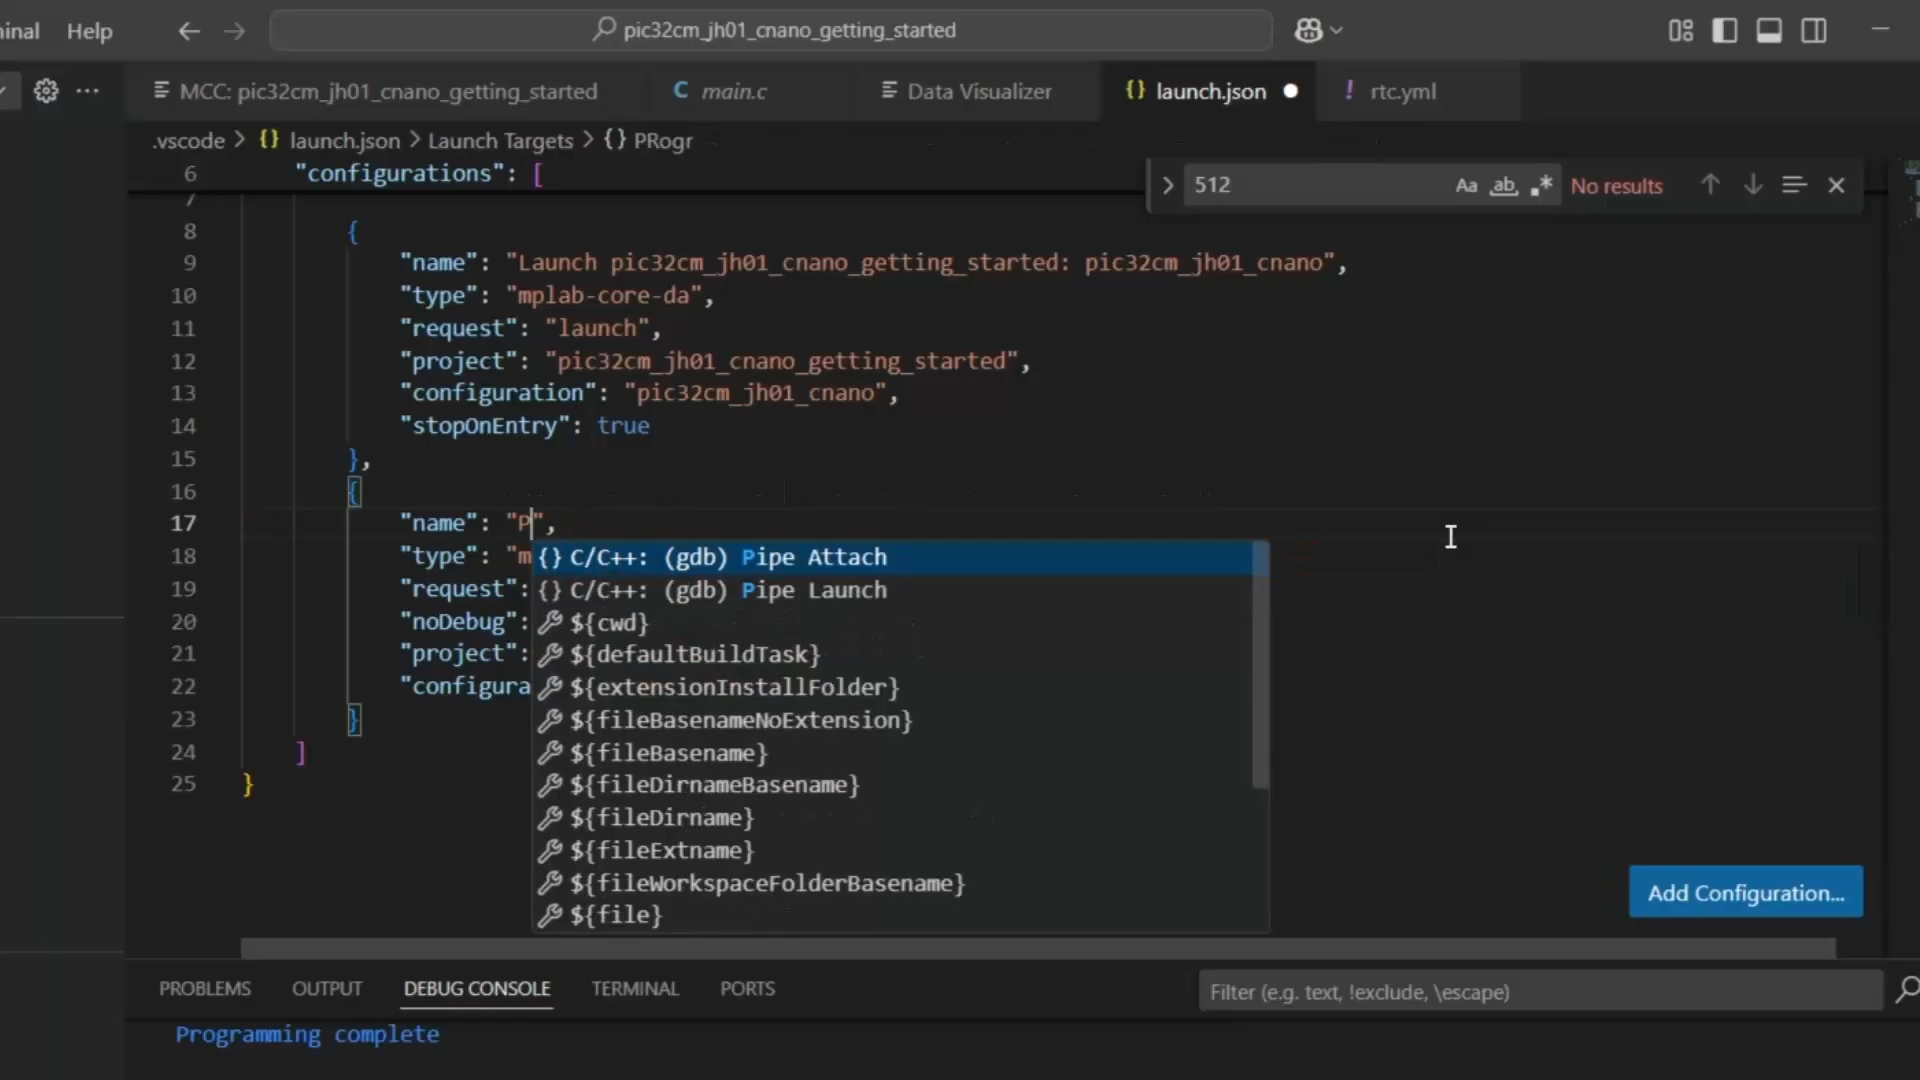 Help
pic32cm_jh01_cnano_getting_started
MCC: pic32cm_jh01_cnano_getting_started
C main.c
Data Visualizer
{} launch.json
! rtc.yml
.vscode > {} launch.json > Launch Targets > {} PRogr
6 "configurations": [
512
Aa ab, .* No results
7
8 {
9 "name": "Launch pic32cm_jh01_cnano_getting_started: pic32cm_jh01_cnano",
10 "type": "mplab-core-da",
11 "request": "launch",
12 "project": "pic32cm_jh01_cnano_getting_started",
13 "configuration": "pic32cm_jh01_cnano",
14 "stopOnEntry": true
15 },
16 {
17 "name": "P",
18 "type": "m
19 "request":
20 "noDebug":
21 "project":
22 "configura
23 }
24 ]
25 }
{} C/C++: (gdb) Pipe Attach
{} C/C++: (gdb) Pipe Launch
${cwd}
${defaultBuildTask}
${extensionInstallFolder}
${fileBasenameNoExtension}
${fileBasename}
${fileDirnameBasename}
${fileDirname}
${fileExtname}
${fileWorkspaceFolderBasename}
${file}
Add Configuration...
PROBLEMS OUTPUT DEBUG CONSOLE TERMINAL PORTS
Filter (e.g. text, !exclude, \escape)
Programming complete